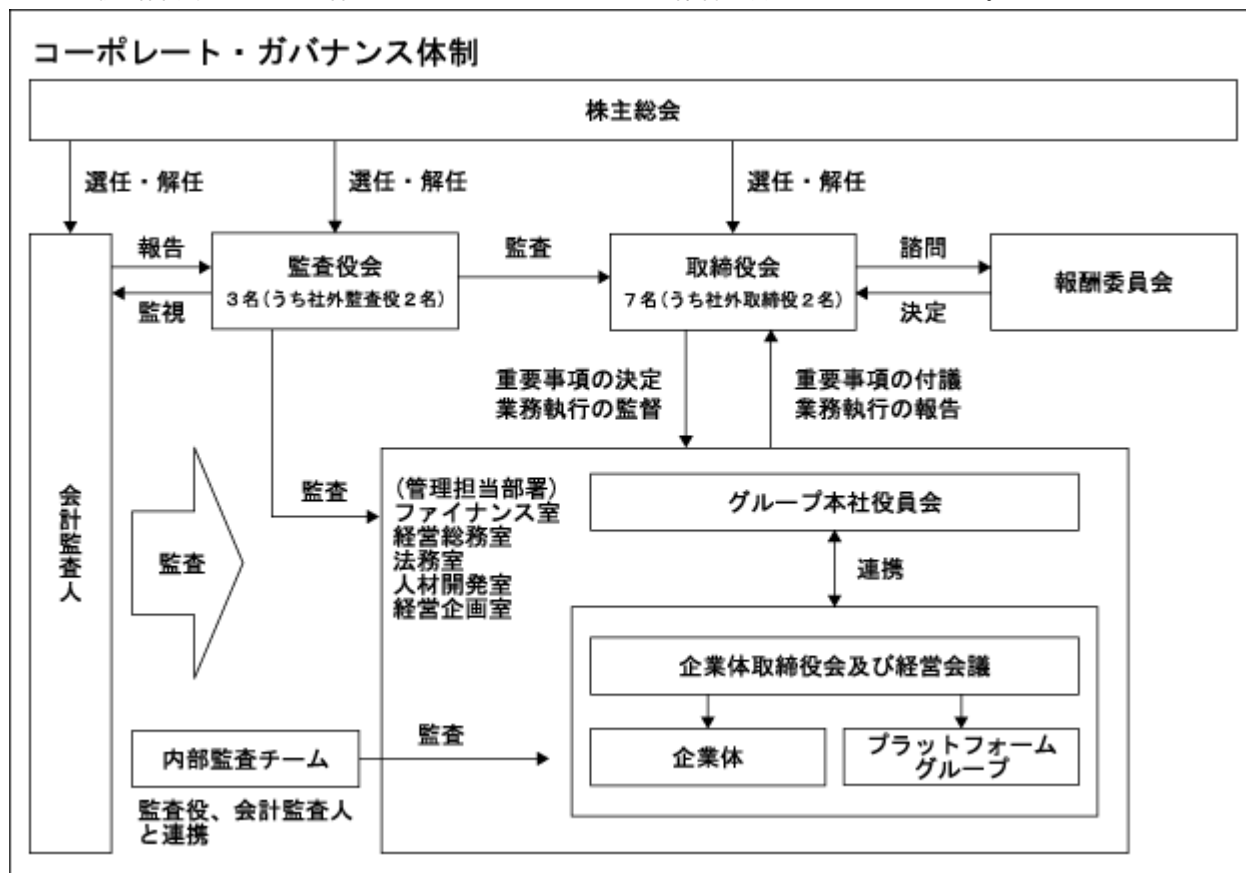 コーポレート・ガバナンス体制
株主総会
選任・解任
選任・解任
選任・解任
報告
監視
監査役会
3名(うち社外監査役2名)
監査
取締役会
7名(うち社外取締役2名)
諮問
決定
報酬委員会
重要事項の決定
業務執行の監督
重要事項の付議
業務執行の報告
会計監査人
監査
監査
(管理担当部署)
ファイナンス室
経営総務室
法務室
人材開発室
経営企画室
グループ本社役員会
連携
企業体取締役会及び経営会議
企業体
プラットフォーム
グループ
内部監査チーム
監査
監査役、会計監査人
と連携